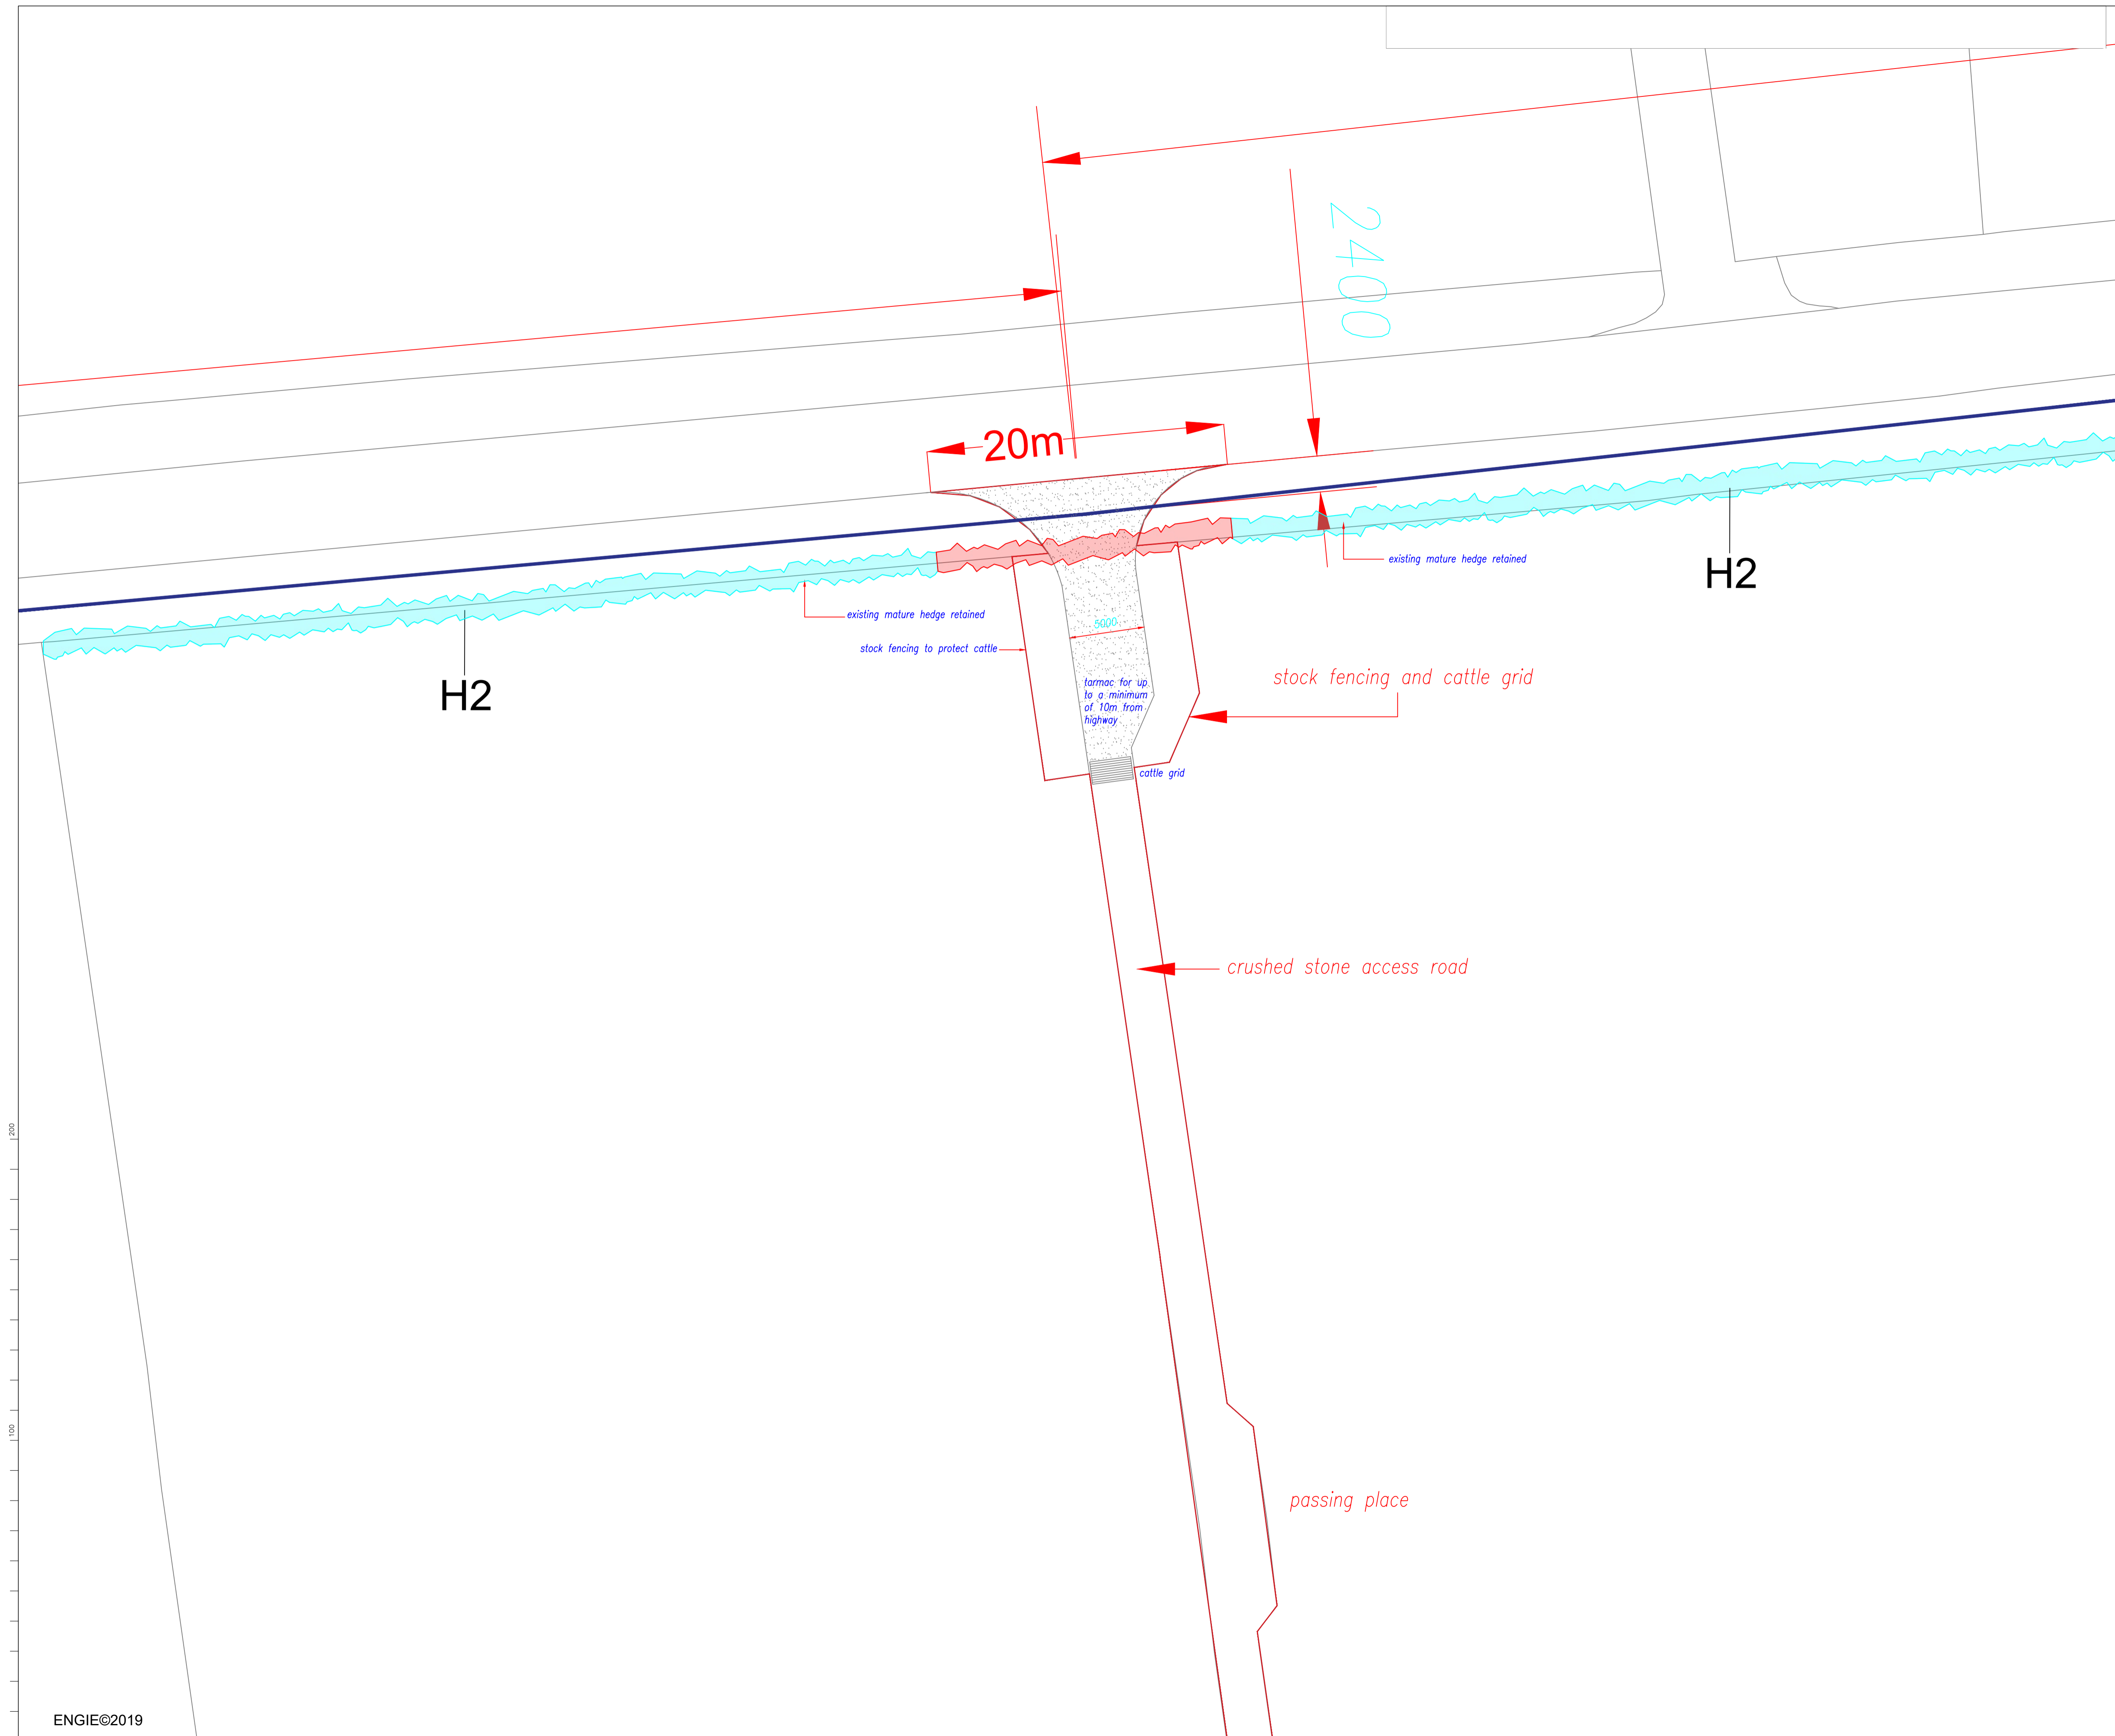 2400
20m
existing mature hedge retained
H2
existing mature hedge retained
5000
stock fencing to protect cattle
stock fencing and cattle grid
H2
tarmac for up
to a minimum
of 10m from
highway
cattle grid
crushed stone access road
200
100
passing place
ENGIE©2019